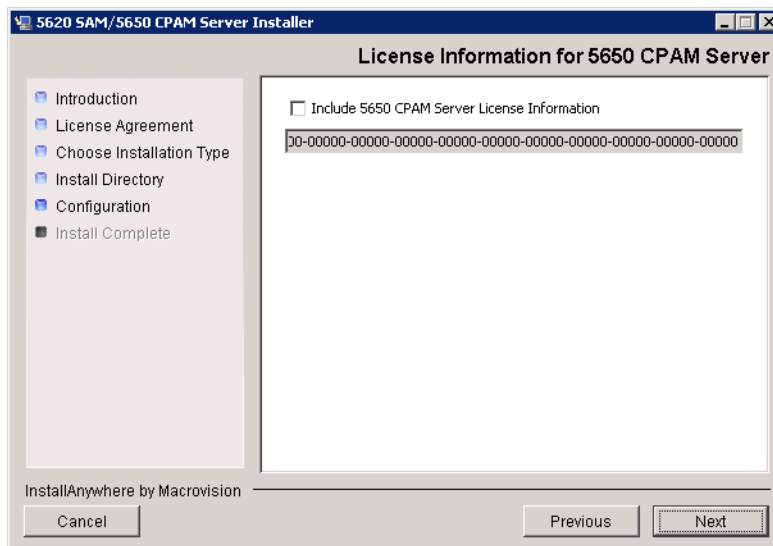 5620 SAM/5650 CPAM Server Installer
License Information for 5650 CPAM Server
Introduction
License Agreement
Choose Installation Type
Install Directory
Configuration
Install Complete
Include 5650 CPAM Server License Information
00-00000-00000-00000-00000-00000-00000-00000-00000-00000-00000
InstallAnywhere by Macrovision
Cancel
Previous
Next